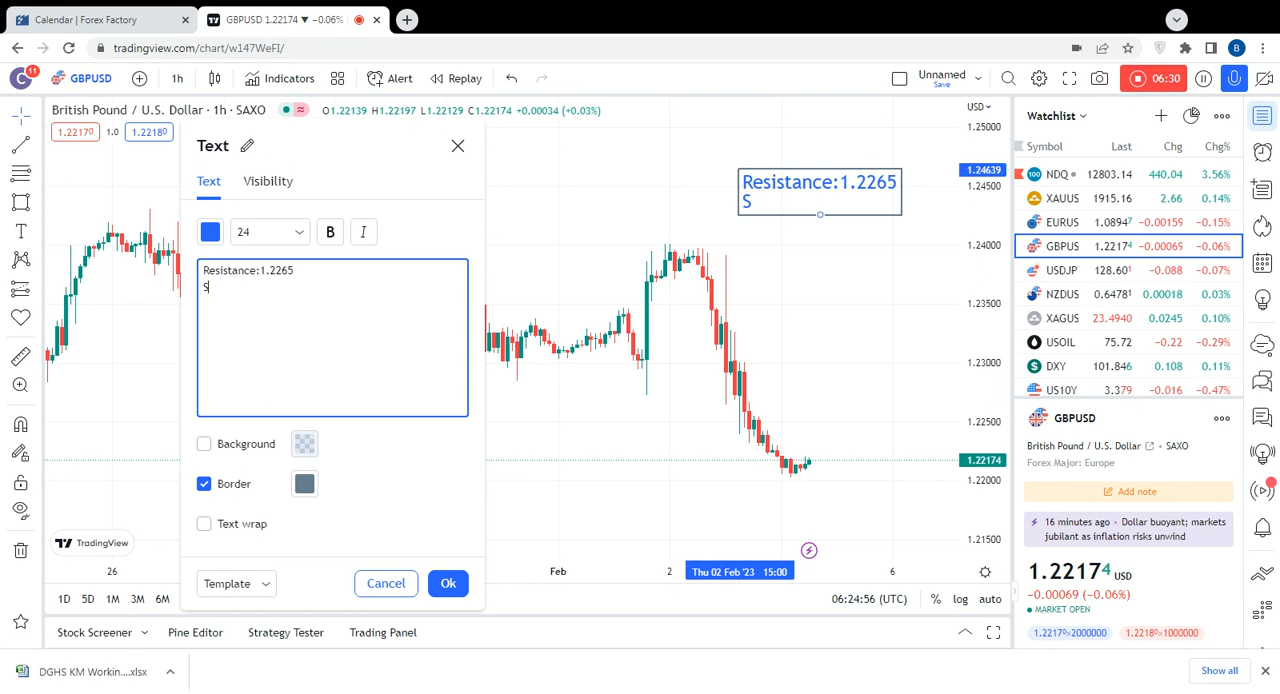 Calendar | Forex Factory
GBPUSD 1.22174 ▼ −0.06%
tradingview.com/chart/w147WeFI/
C 11 GBPUSD 1h Indicators Alert Replay Unnamed Save 06:30
British Pound / U.S. Dollar · 1h · SAXO O1.22139 H1.22197 L1.22129 C1.22174 +0.00034 (+0.03%)
1.22170 1.0 1.22180
USD
1.25000
1.24639
1.24500
1.24000
1.23500
1.23000
1.22500
1.22174
1.22000
1.21500
Text
Text Visibility
24 B I
Resistance:1.2265
S
Background
Border
Text wrap
Template Cancel Ok
Resistance:1.2265
S
TradingView
26 Feb 2 Thu 02 Feb '23 15:00 6
1D 5D 1M 3M 6M 06:24:56 (UTC) % log auto
Stock Screener Pine Editor Strategy Tester Trading Panel
Watchlist
Symbol Last Chg Chg%
NDQ 12803.14 440.04 3.56%
XAUUS 1915.16 2.66 0.14%
EURUS 1.08947 −0.00159 −0.15%
GBPUS 1.22174 −0.00069 −0.06%
USDJP 128.601 −0.088 −0.07%
NZDUS 0.64781 0.00018 0.03%
XAGUS 23.4940 0.0245 0.10%
USOIL 75.72 −0.22 −0.29%
DXY 101.846 0.108 0.11%
US10Y 3.379 −0.016 −0.47%
GBPUSD
British Pound / U.S. Dollar · SAXO
Forex Major: Europe
Add note
16 minutes ago · Dollar buoyant; markets
jubilant as inflation risks unwind
1.22174 USD
−0.00069 (−0.06%)
MARKET OPEN
1.22170×2000000 1.22180×1000000
DGHS KM Workin....xlsx Show all